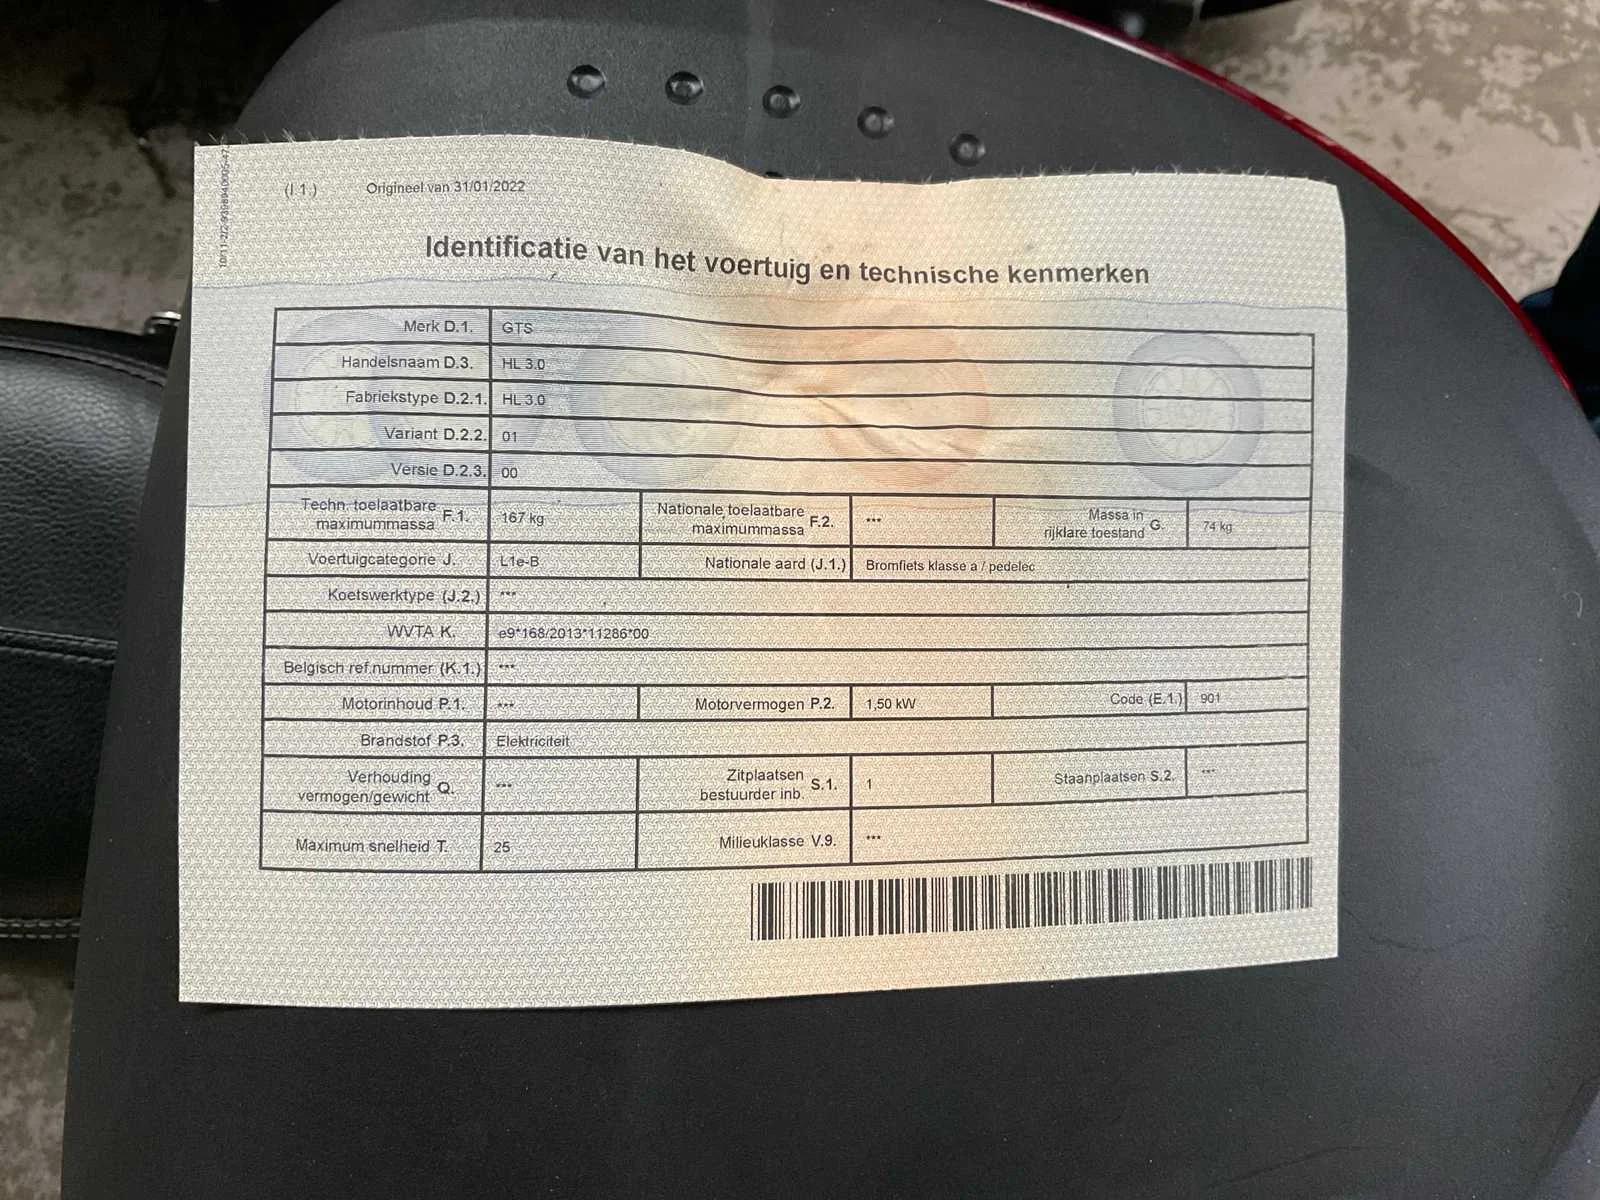 (I 1.) Origineel van 31/01/2022
Identificatie van het voertuig en technische kenmerken
Merk D.1. GTS
Handelsnaam D.3. HL 3.0
Fabriekstype D.2.1. HL 3.0
Variant D.2.2. 01
Versie D.2.3. 00
Techn. toelaatbare maximummassa F.1. 167 kg Nationale toelaatbare maximummassa F.2. *** Massa in rijklare toestand G. 74 kg
Voertuigcategorie J. L1e-B Nationale aard (J.1.) Bromfiets klasse a / pedelec
Koetswerktype (J.2.) ***
WVTA K. e9*168/2013*11286*00
Belgisch ref.nummer (K.1.) ***
Motorinhoud P.1. *** Motorvermogen P.2. 1,50 kW Code (E.1.) 901
Brandstof P.3. Elektriciteit
Verhouding vermogen/gewicht Q. *** Zitplaatsen bestuurder inb. S.1. 1 Staanplaatsen S.2. ***
Maximum snelheid T. 25 Milieuklasse V.9. ***